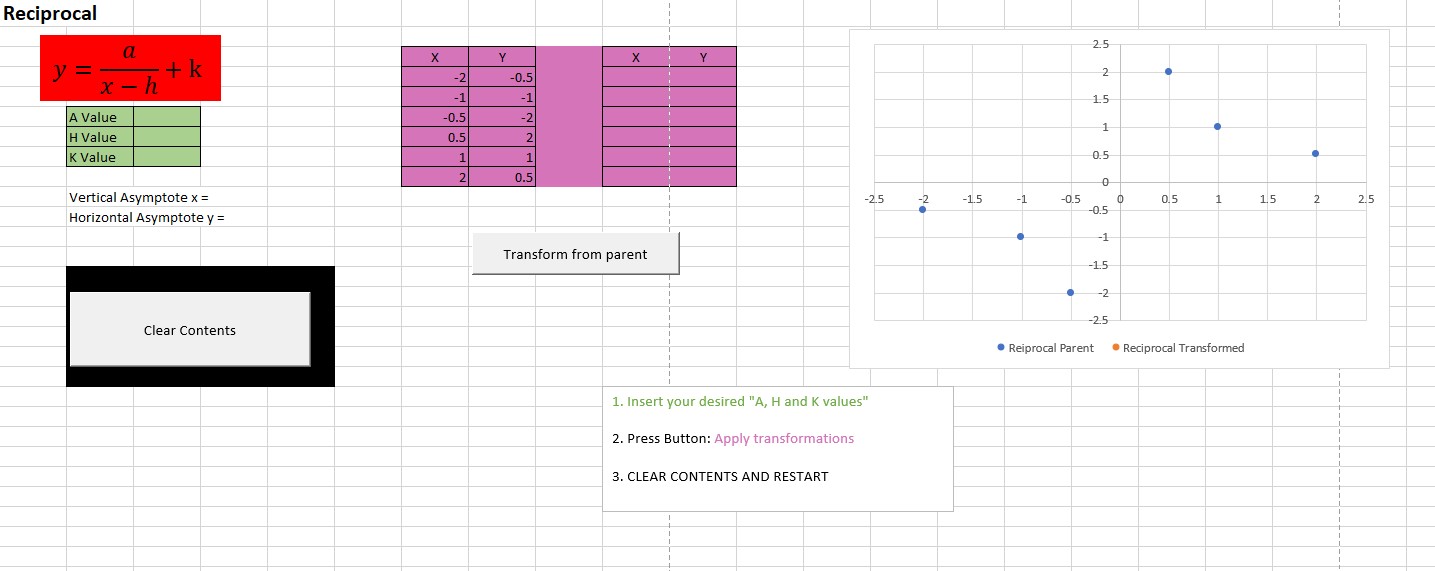 Reciprocal
y = a / (x − h) + k
A Value
H Value
K Value
Vertical Asymptote x =
Horizontal Asymptote y =
Clear Contents
X Y X Y
-2 -0.5
-1 -1
-0.5 -2
0.5 2
1 1
2 0.5
Transform from parent
2.5
2
1.5
1
0.5
0
-2.5 -2 -1.5 -1 -0.5 0 0.5 1 1.5 2 2.5
-0.5
-1
-1.5
-2
-2.5
Reiprocal Parent Reciprocal Transformed
1. Insert your desired "A, H and K values"
2. Press Button: Apply transformations
3. CLEAR CONTENTS AND RESTART